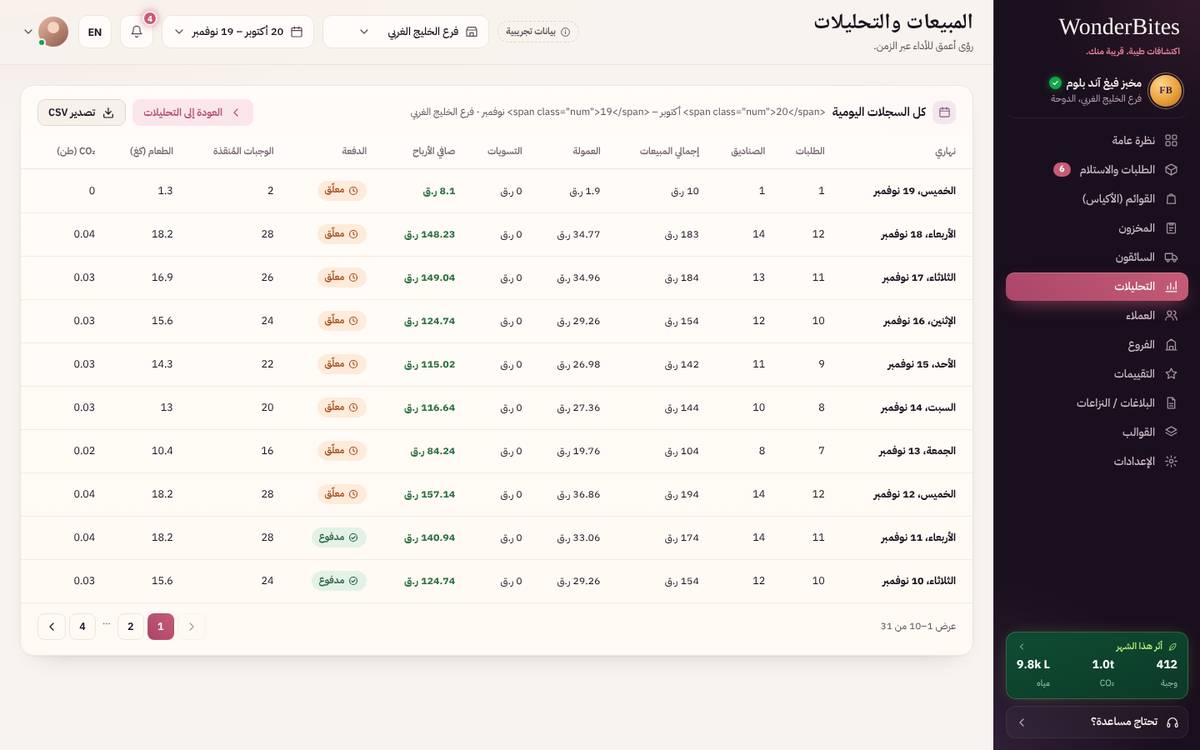 WonderBites
اكتشافات طيبة. قريبة منك.
مخبز فيغ آند بلوم
فرع الخليج الغربي، الدوحة
FB
نظرة عامة
الطلبات والاستلام 6
القوائم (الأكياس)
المخزون
السائقون
التحليلات
العملاء
الفروع
التقييمات
البلاغات / النزاعات
القوالب
الإعدادات
أثر هذا الشهر
412 1.0t 9.8k L
وجبة CO₂ مياه
تحتاج مساعدة؟
المبيعات والتحليلات
رؤى أعمق للأداء عبر الزمن.
بيانات تجريبية
فرع الخليج الغربي
20 أكتوبر – 19 نوفمبر
4
EN
كل السجلات اليومية
<span class="num">20</span> أكتوبر – <span class="num">19</span> نوفمبر · فرع الخليج الغربي
العودة إلى التحليلات
تصدير CSV
نهاري الطلبات الصناديق إجمالي المبيعات العمولة التسويات صافي الأرباح الدفعة الوجبات المُنقذة الطعام (كغ) CO₂ (طن)
الخميس، 19 نوفمبر 1 1 10 ر.ق 1.9 ر.ق 0 ر.ق 8.1 ر.ق معلّق 2 1.3 0
الأربعاء، 18 نوفمبر 12 14 183 ر.ق 34.77 ر.ق 0 ر.ق 148.23 ر.ق معلّق 28 18.2 0.04
الثلاثاء، 17 نوفمبر 11 13 184 ر.ق 34.96 ر.ق 0 ر.ق 149.04 ر.ق معلّق 26 16.9 0.03
الإثنين، 16 نوفمبر 10 12 154 ر.ق 29.26 ر.ق 0 ر.ق 124.74 ر.ق معلّق 24 15.6 0.03
الأحد، 15 نوفمبر 9 11 142 ر.ق 26.98 ر.ق 0 ر.ق 115.02 ر.ق معلّق 22 14.3 0.03
السبت، 14 نوفمبر 8 10 144 ر.ق 27.36 ر.ق 0 ر.ق 116.64 ر.ق معلّق 20 13 0.03
الجمعة، 13 نوفمبر 7 8 104 ر.ق 19.76 ر.ق 0 ر.ق 84.24 ر.ق معلّق 16 10.4 0.02
الخميس، 12 نوفمبر 12 14 194 ر.ق 36.86 ر.ق 0 ر.ق 157.14 ر.ق معلّق 28 18.2 0.04
الأربعاء، 11 نوفمبر 11 14 174 ر.ق 33.06 ر.ق 0 ر.ق 140.94 ر.ق مدفوع 28 18.2 0.04
الثلاثاء، 10 نوفمبر 10 12 154 ر.ق 29.26 ر.ق 0 ر.ق 124.74 ر.ق مدفوع 24 15.6 0.03
عرض 1–10 من 31
1 2 … 4